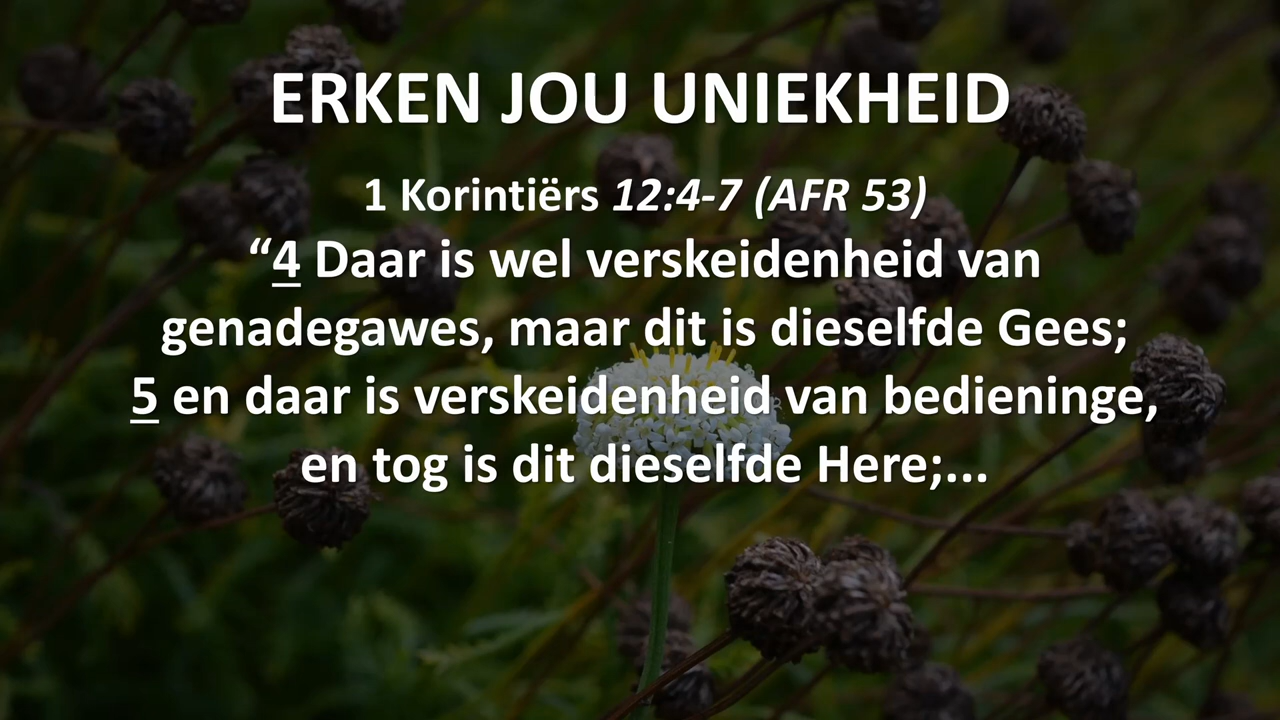 ERKEN JOU UNIEKHEID
1 Korintiërs 12:4-7 (AFR 53)
“4 Daar is wel verskeidenheid van
genadegawes, maar dit is dieselfde Gees;
5 en daar is verskeidenheid van bedieninge,
en tog is dit dieselfde Here;...